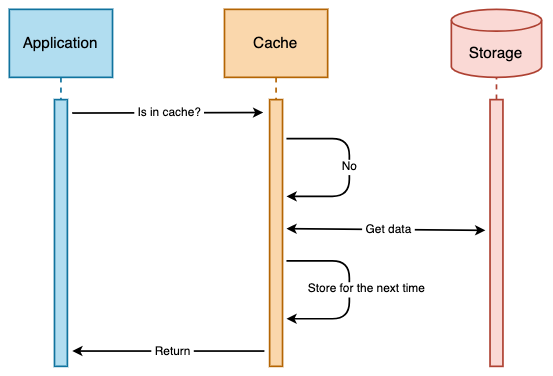 Application
Cache
Storage
Is in cache?
No
Get data
Store for the next time
Return